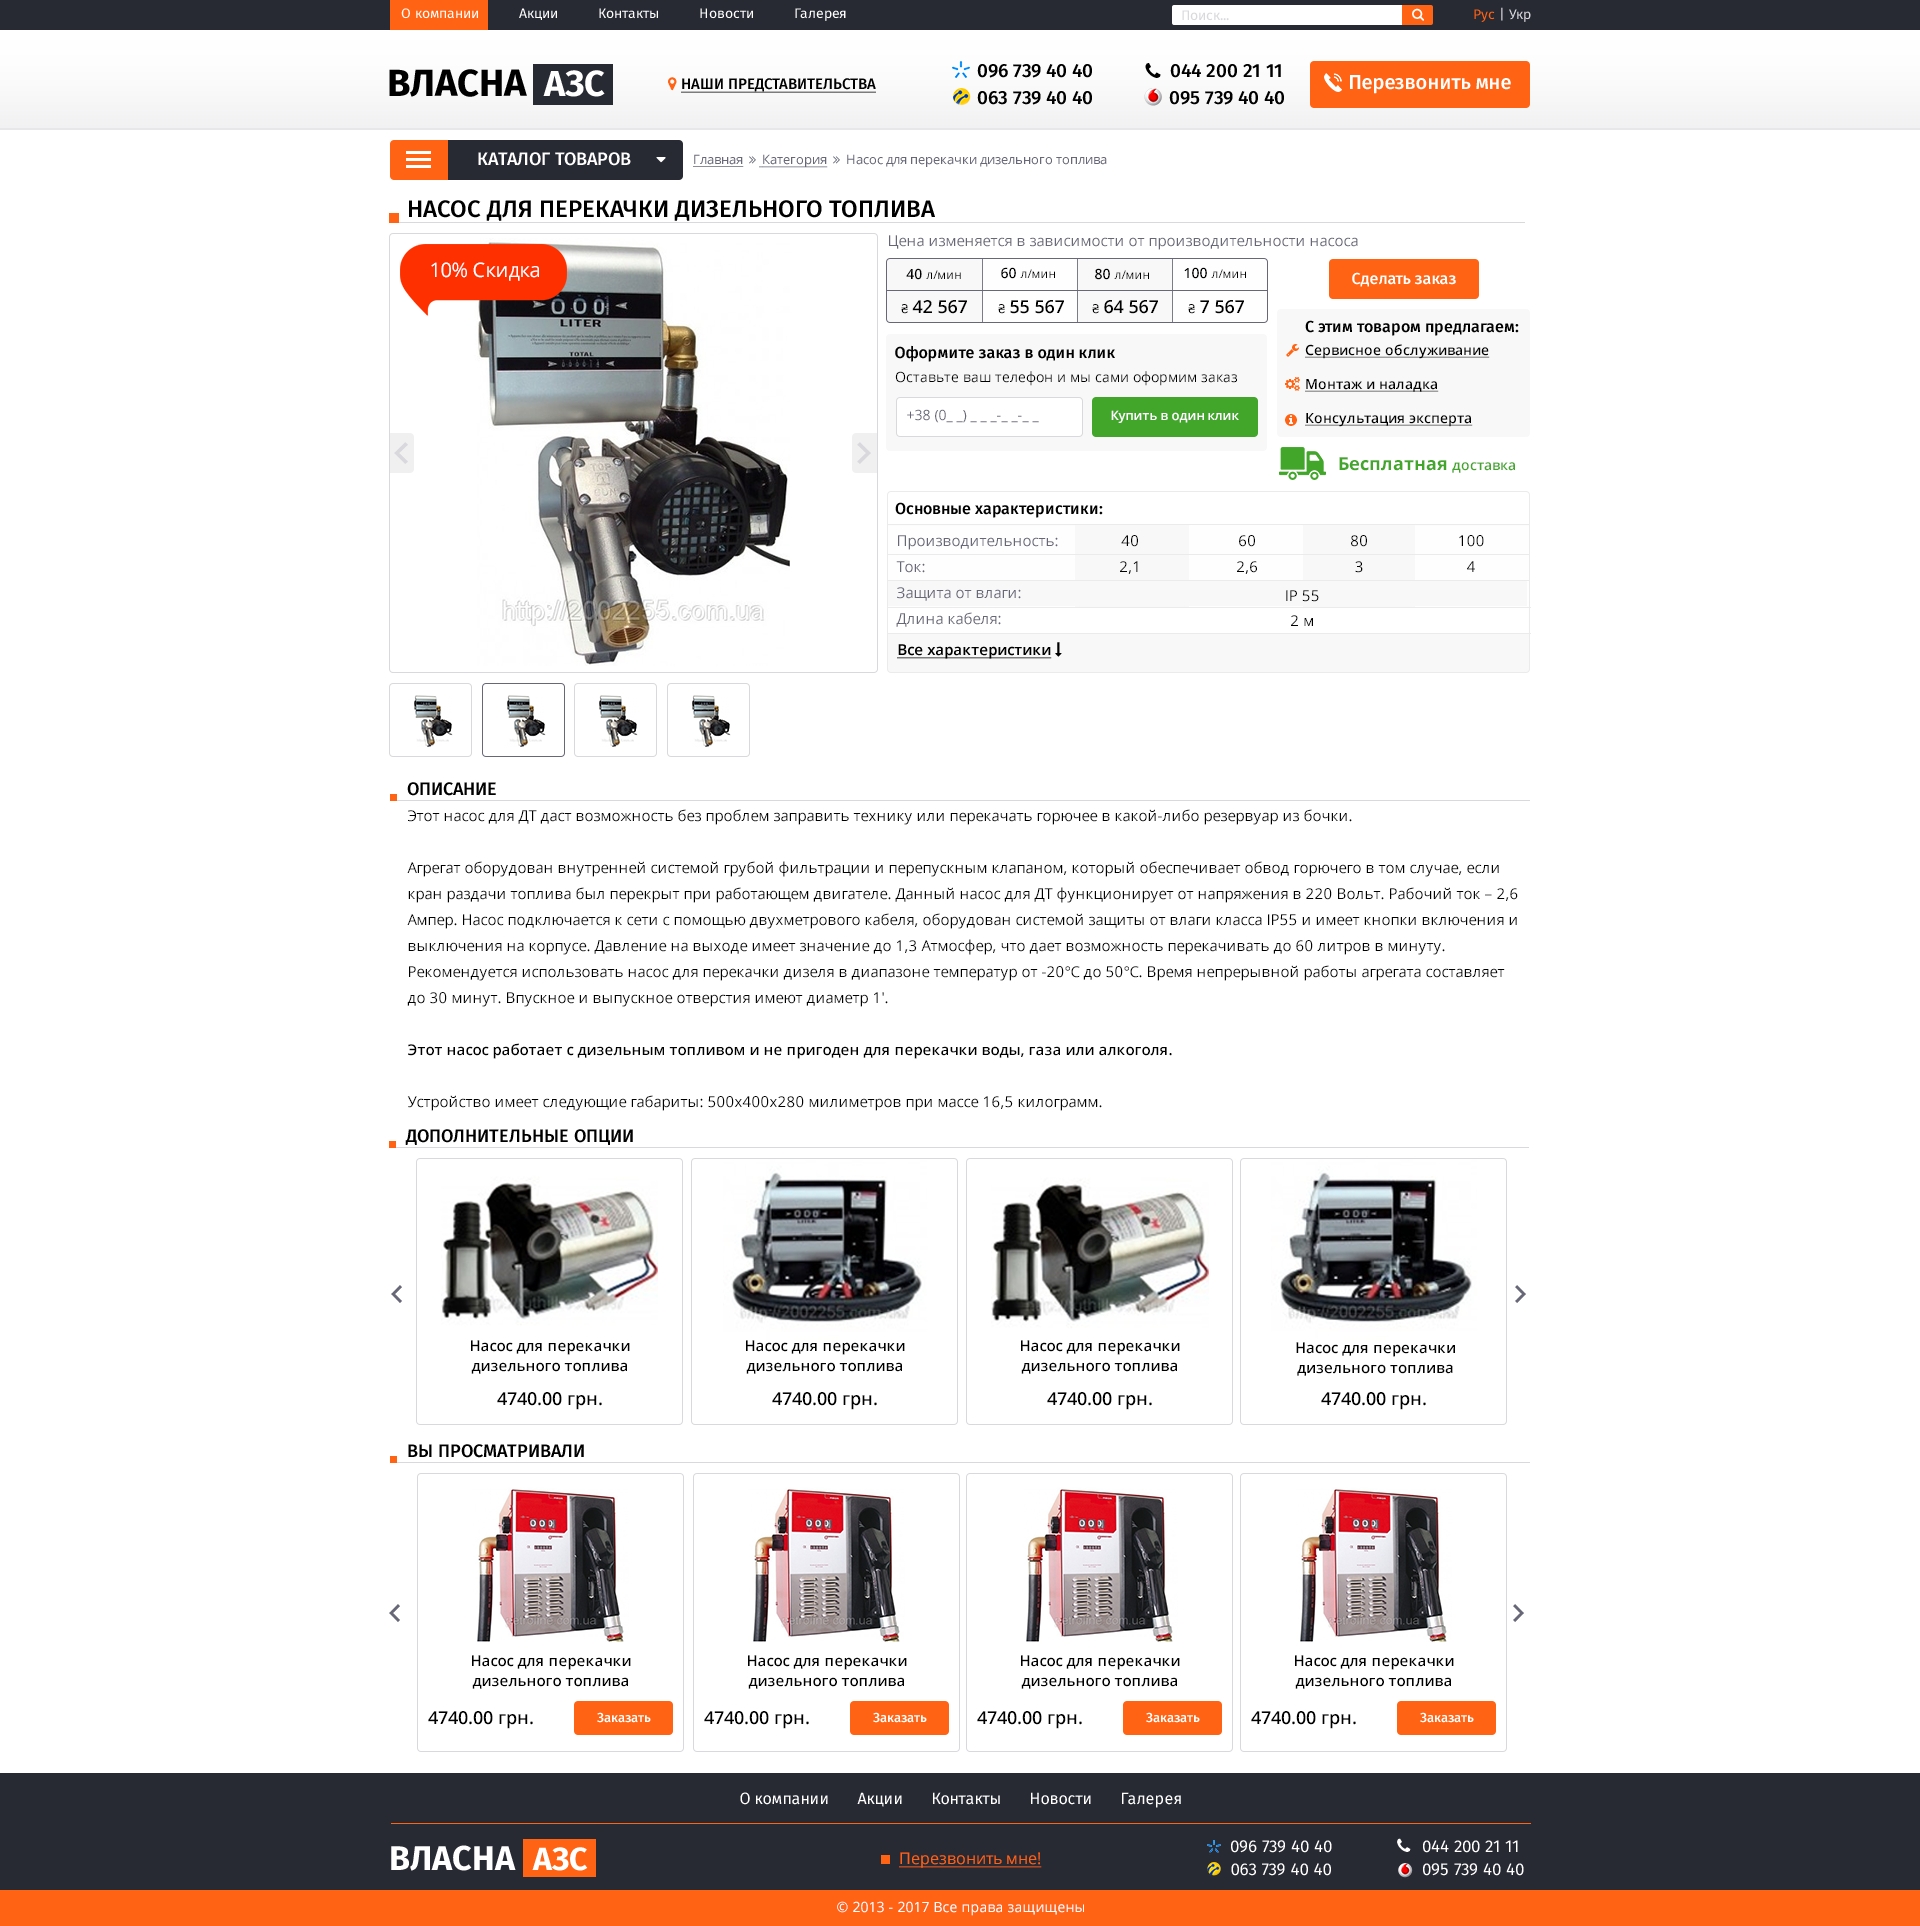 О компании Акции Контакты Новости Галерея Поиск... Рус | Укр
ВЛАСНА АЗС
НАШИ ПРЕДСТАВИТЕЛЬСТВА
096 739 40 40
063 739 40 40
044 200 21 11
095 739 40 40
Перезвонить мне
КАТАЛОГ ТОВАРОВ
Главная » Категория » Насос для перекачки дизельного топлива
НАСОС ДЛЯ ПЕРЕКАЧКИ ДИЗЕЛЬНОГО ТОПЛИВА
10% Скидка
LITER
TOTAL
http://2002255.com.ua
Цена изменяется в зависимости от производительности насоса
40 л/мин 60 л/мин 80 л/мин 100 л/мин
₴ 42 567 ₴ 55 567 ₴ 64 567 ₴ 7 567
Сделать заказ
Оформите заказ в один клик
Оставьте ваш телефон и мы сами оформим заказ
+38 (0_ _) _ _ _-_ _-_ _
Купить в один клик
С этим товаром предлагаем:
Сервисное обслуживание
Монтаж и наладка
Консультация эксперта
Бесплатная доставка
Основные характеристики:
Производительность: 40 60 80 100
Ток: 2,1 2,6 3 4
Защита от влаги: IP 55
Длина кабеля: 2 м
Все характеристики
ОПИСАНИЕ
Этот насос для ДТ даст возможность без проблем заправить технику или перекачать горючее в какой-либо резервуар из бочки.
Агрегат оборудован внутренней системой грубой фильтрации и перепускным клапаном, который обеспечивает обвод горючего в том случае, если
кран раздачи топлива был перекрыт при работающем двигателе. Данный насос для ДТ функционирует от напряжения в 220 Вольт. Рабочий ток – 2,6
Ампер. Насос подключается к сети с помощью двухметрового кабеля, оборудован системой защиты от влаги класса IP55 и имеет кнопки включения и
выключения на корпусе. Давление на выходе имеет значение до 1,3 Атмосфер, что дает возможность перекачивать до 60 литров в минуту.
Рекомендуется использовать насос для перекачки дизеля в диапазоне температур от -20°С до 50°С. Время непрерывной работы агрегата составляет
до 30 минут. Впускное и выпускное отверстия имеют диаметр 1'.
Этот насос работает с дизельным топливом и не пригоден для перекачки воды, газа или алкоголя.
Устройство имеет следующие габариты: 500х400х280 милиметров при массе 16,5 килограмм.
ДОПОЛНИТЕЛЬНЫЕ ОПЦИИ
Насос для перекачки Насос для перекачки Насос для перекачки Насос для перекачки
дизельного топлива дизельного топлива дизельного топлива дизельного топлива
4740.00 грн. 4740.00 грн. 4740.00 грн. 4740.00 грн.
ВЫ ПРОСМАТРИВАЛИ
Насос для перекачки Насос для перекачки Насос для перекачки Насос для перекачки
дизельного топлива дизельного топлива дизельного топлива дизельного топлива
4740.00 грн. Заказать 4740.00 грн. Заказать 4740.00 грн. Заказать 4740.00 грн. Заказать
О компании Акции Контакты Новости Галерея
ВЛАСНА АЗС
Перезвонить мне!
096 739 40 40
063 739 40 40
044 200 21 11
095 739 40 40
© 2013 - 2017 Все права защищены